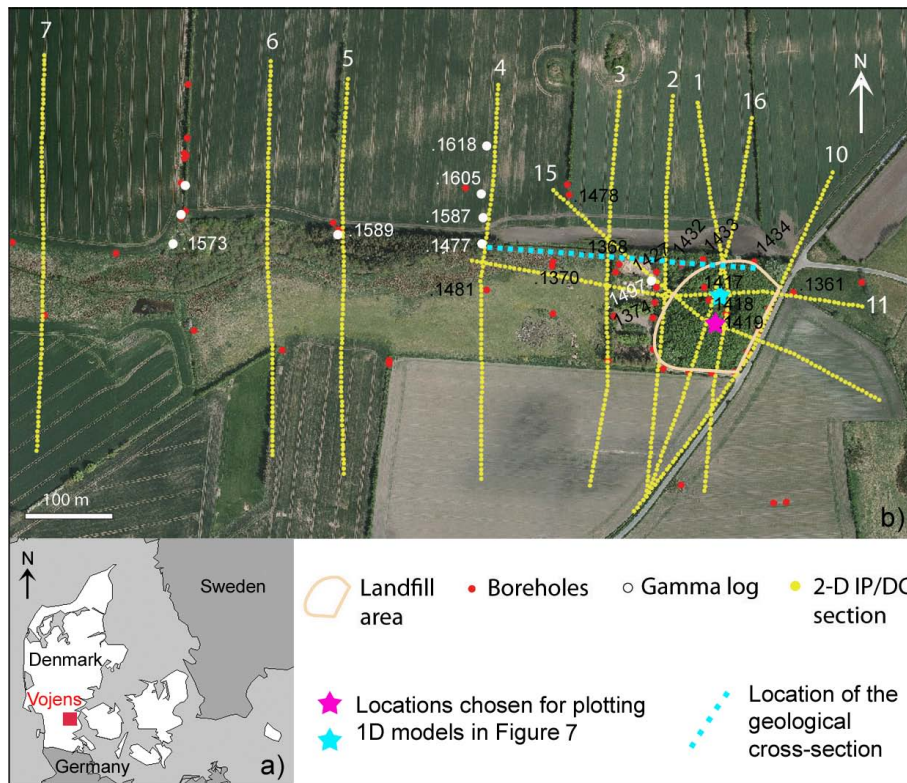 7
6
5
4
3
2
1
16
N
10
.1618
15
.1605
.1478
.1587
.1589
.1573
1477
.1368
1427
1432
1433
1434
.1370
.1481
1497
1374
1417
1418
1419
.1361
11
100 m
b)
N
Sweden
Denmark
Vojens
Germany
a)
Landfill
area
Boreholes
Gamma log
2-D IP/DC
section
Locations chosen for plotting
1D models in Figure 7
Location of the
geological
cross-section